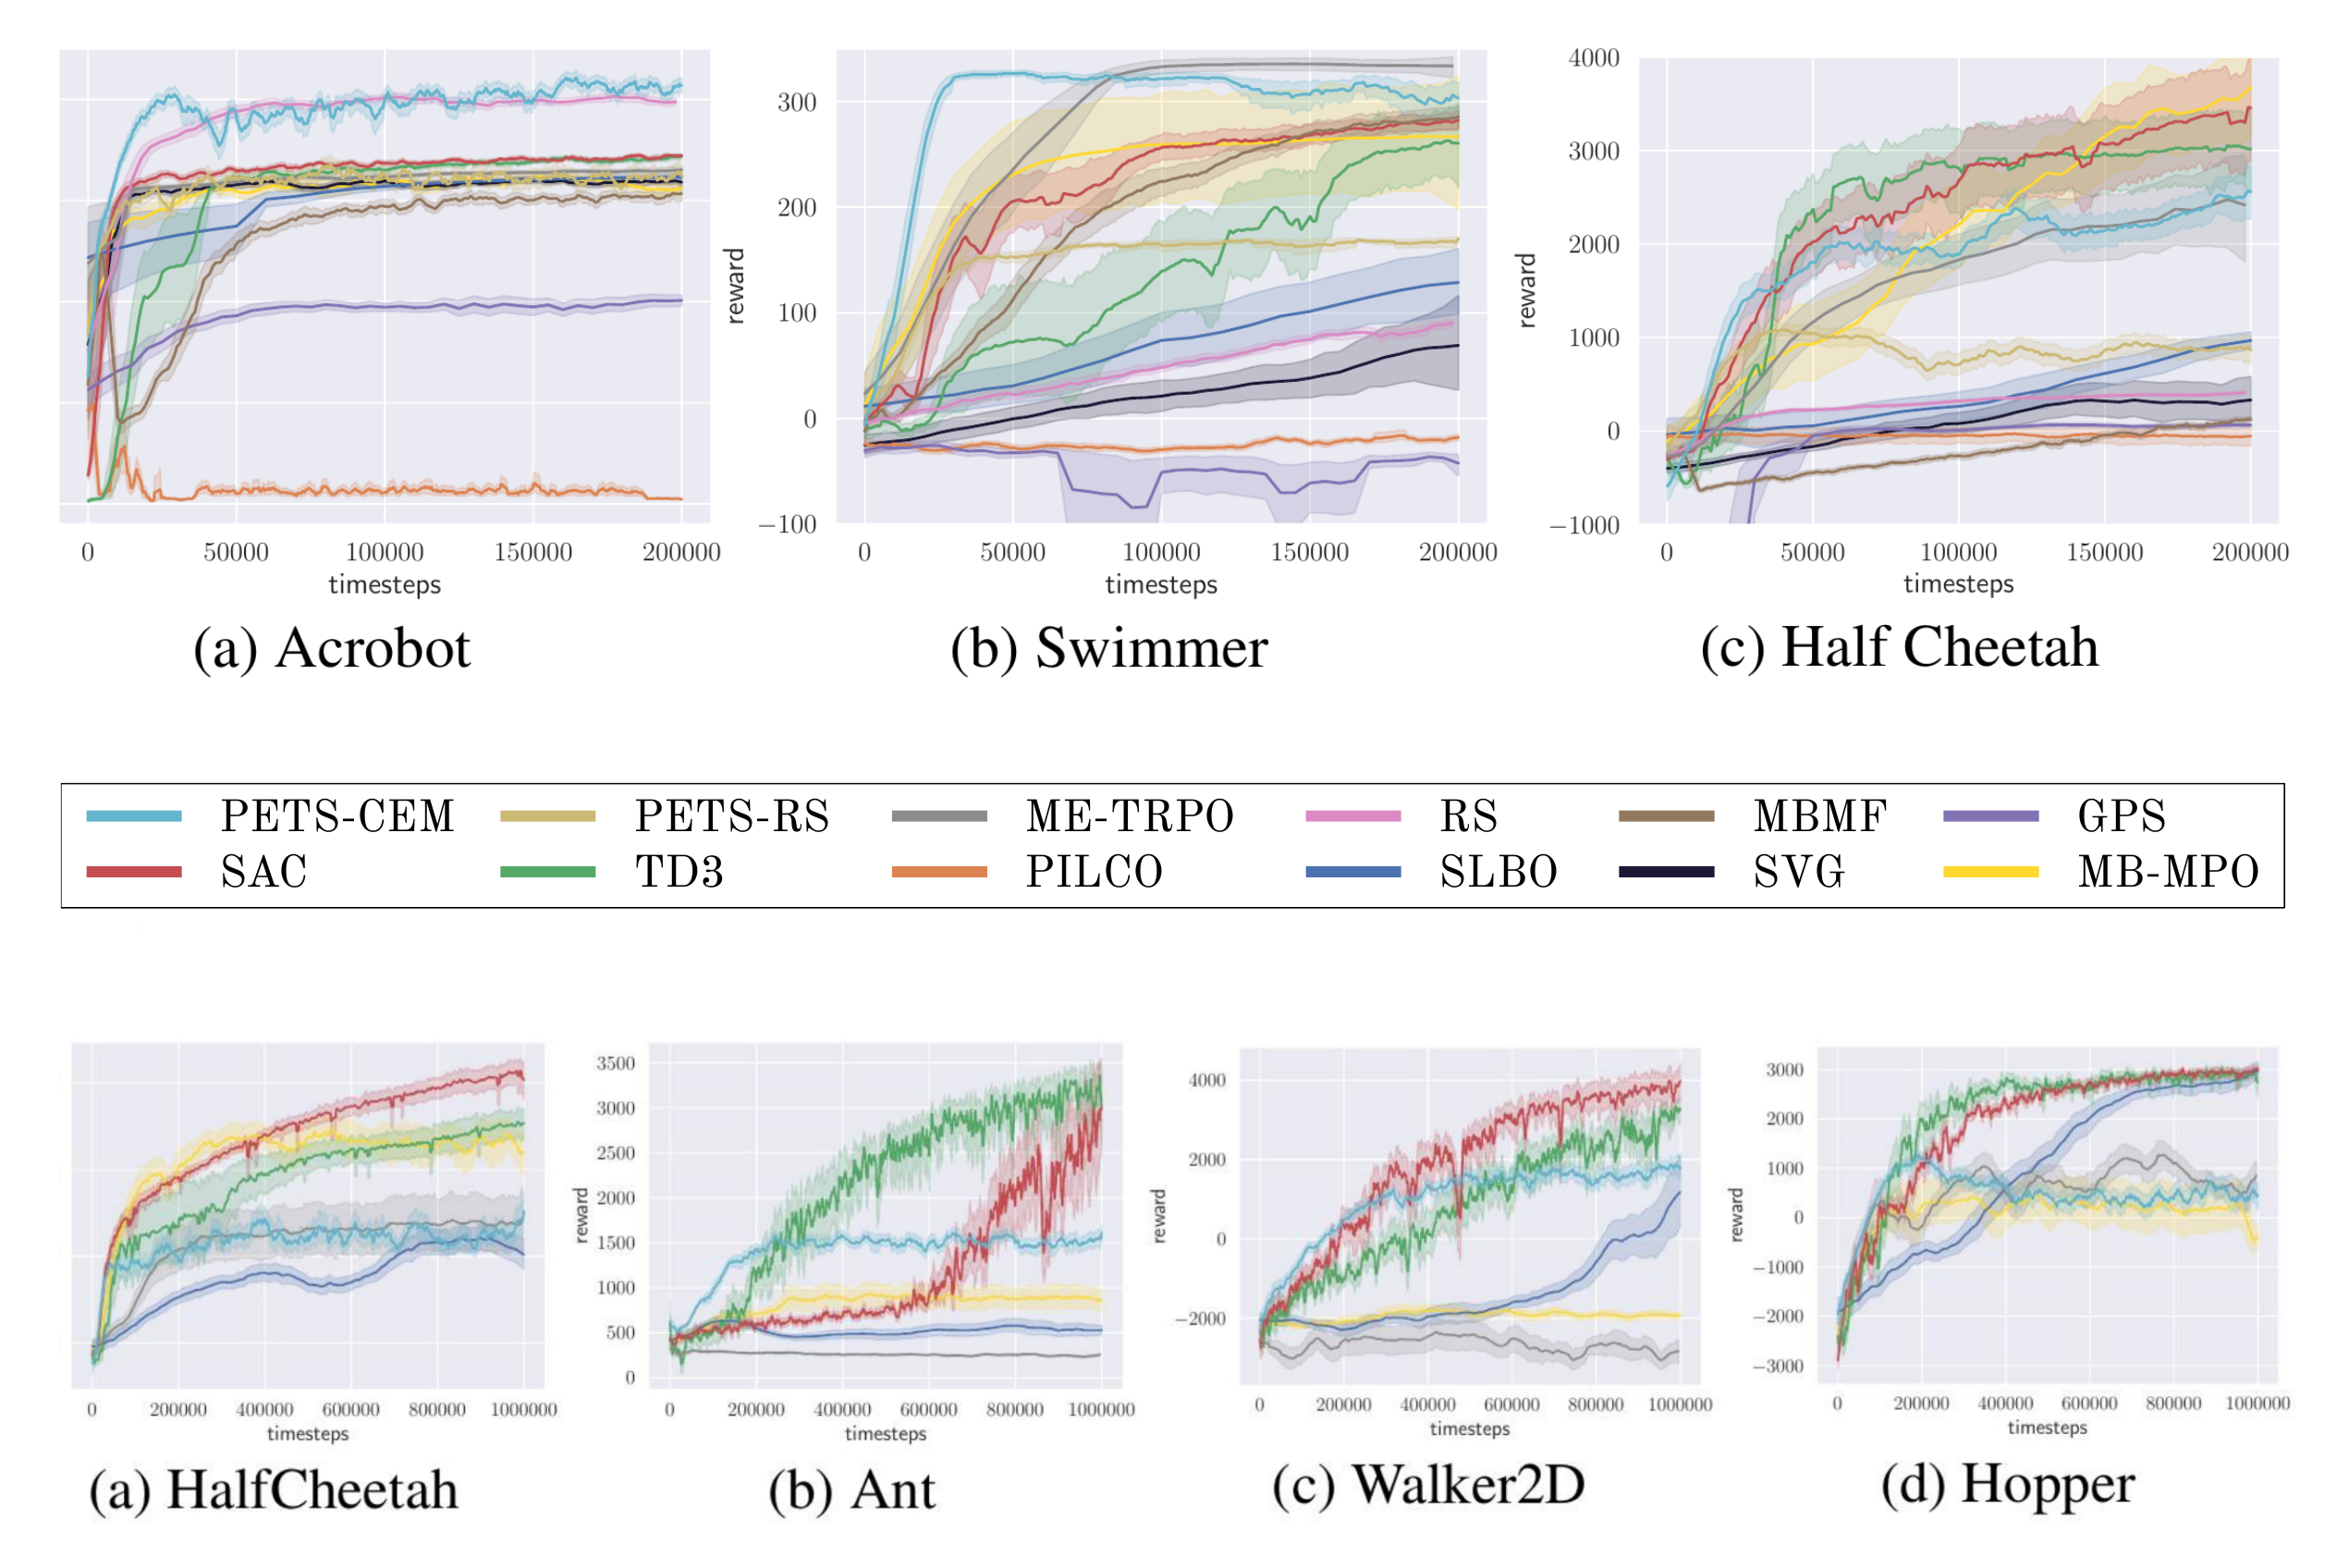 300
200
100
0
−100
reward
0 50000 100000 150000 200000
timesteps
(a) Acrobot
0 50000 100000 150000 200000
timesteps
(b) Swimmer
4000
3000
2000
1000
0
−1000
reward
0 50000 100000 150000 200000
timesteps
(c) Half Cheetah
PETS-CEM PETS-RS ME-TRPO RS MBMF GPS
SAC TD3 PILCO SLBO SVG MB-MPO
0 200000 400000 600000 800000 1000000
timesteps
(a) HalfCheetah
3500
3000
2500
2000
1500
1000
500
0
reward
0 200000 400000 600000 800000 1000000
timesteps
(b) Ant
4000
2000
0
−2000
reward
0 200000 400000 600000 800000 1000000
timesteps
(c) Walker2D
3000
2000
1000
0
−1000
−2000
−3000
reward
0 200000 400000 600000 800000 1000000
timesteps
(d) Hopper